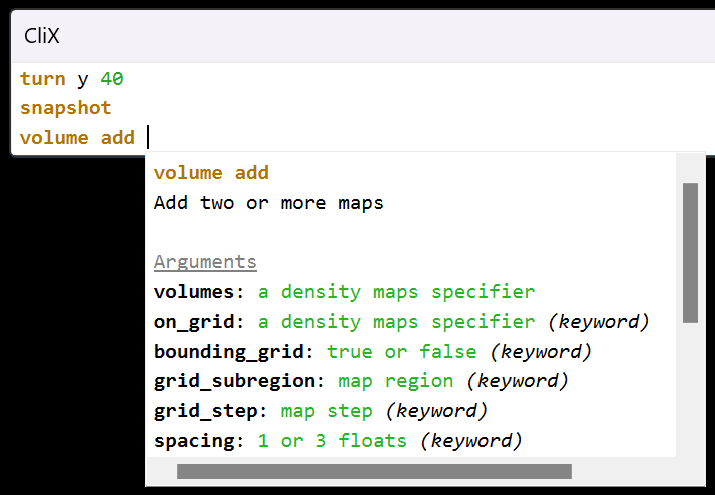 CliX
turn y 40
snapshot
volume add
volume add
Add two or more maps
Arguments
volumes: a density maps specifier
on_grid: a density maps specifier (keyword)
bounding_grid: true or false (keyword)
grid_subregion: map region (keyword)
grid_step: map step (keyword)
spacing: 1 or 3 floats (keyword)